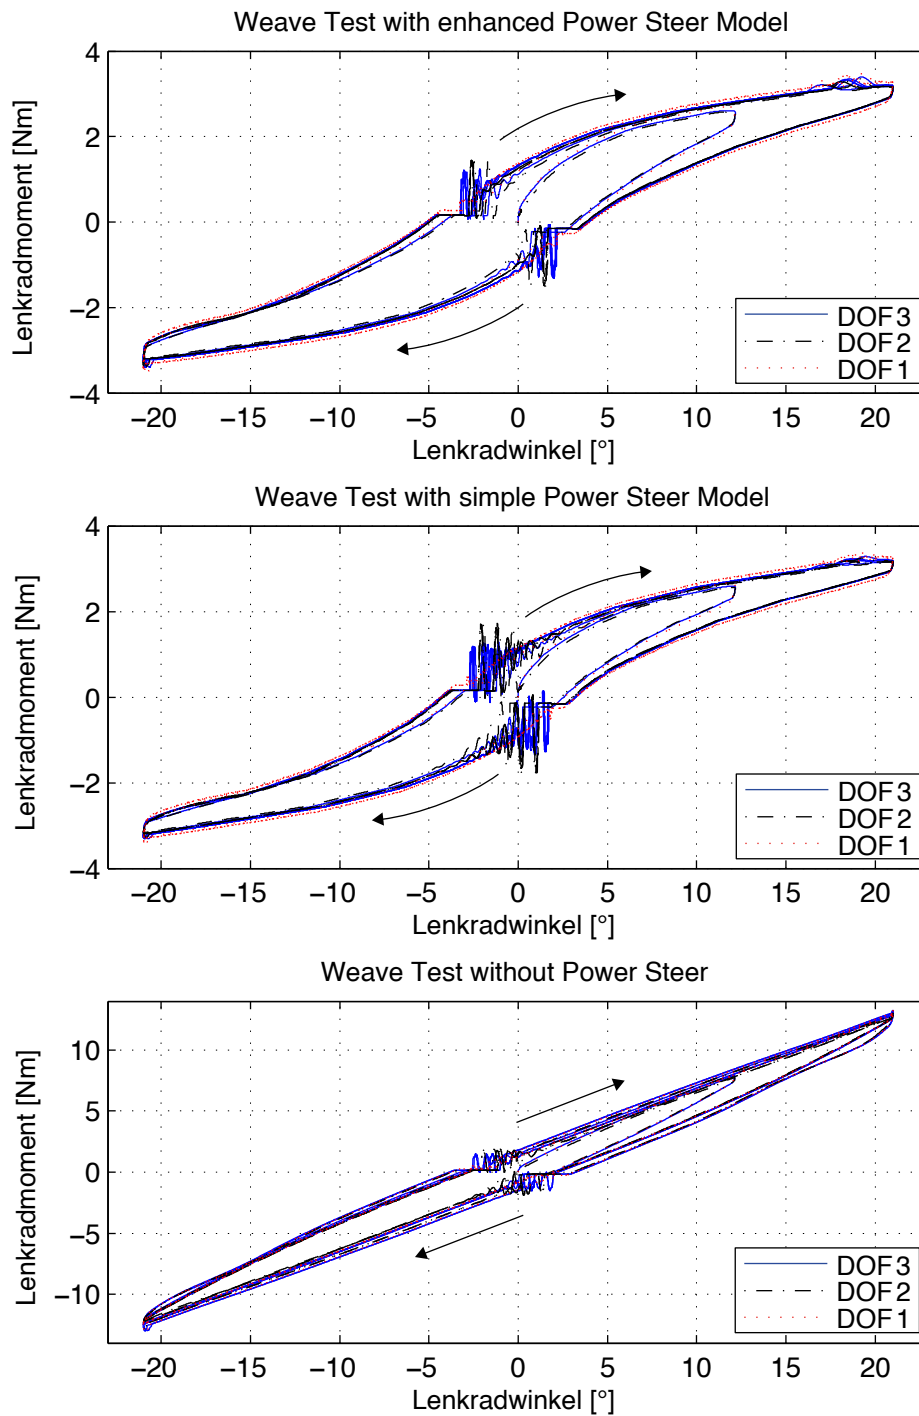 Weave Test with enhanced Power Steer Model
4
2
0
−2
−4
Lenkradmoment [Nm]
−20 −15 −10 −5 0 5 10 15 20
Lenkradwinkel [°]
DOF3
DOF2
DOF1
Weave Test with simple Power Steer Model
4
2
0
−2
−4
Lenkradmoment [Nm]
−20 −15 −10 −5 0 5 10 15 20
Lenkradwinkel [°]
DOF3
DOF2
DOF1
Weave Test without Power Steer
10
5
0
−5
−10
Lenkradmoment [Nm]
−20 −15 −10 −5 0 5 10 15 20
Lenkradwinkel [°]
DOF3
DOF2
DOF1